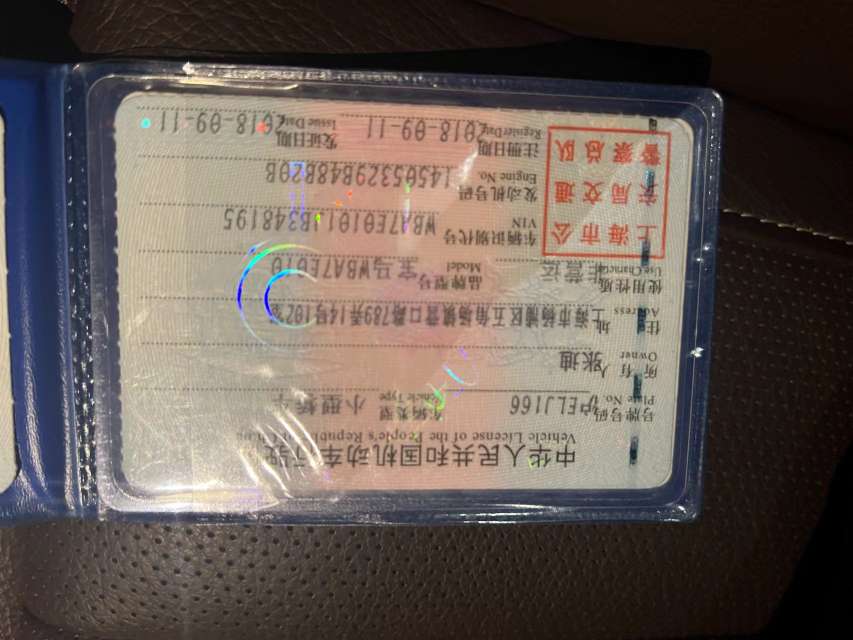 中华人民共和国机动车行驶证
Vehicle License of the People's Republic of China
号牌号码 沪ELJ166 车辆类型 小型轿车
Plate No. Vehicle Type
所有人 张迪
Owner
住址 上海市杨浦区五角场镇营口路789弄14号102室
Address
使用性质 非营运 品牌型号 宝马WBA7E010
Use Character Model
上海市公
安局交通
警察总队
车辆识别代号 WBA7E0101JB348195
VIN
发动机号码 14505329B48B20B
Engine No.
注册日期 2018-09-11 发证日期 2018-09-11
Register Date Issue Date